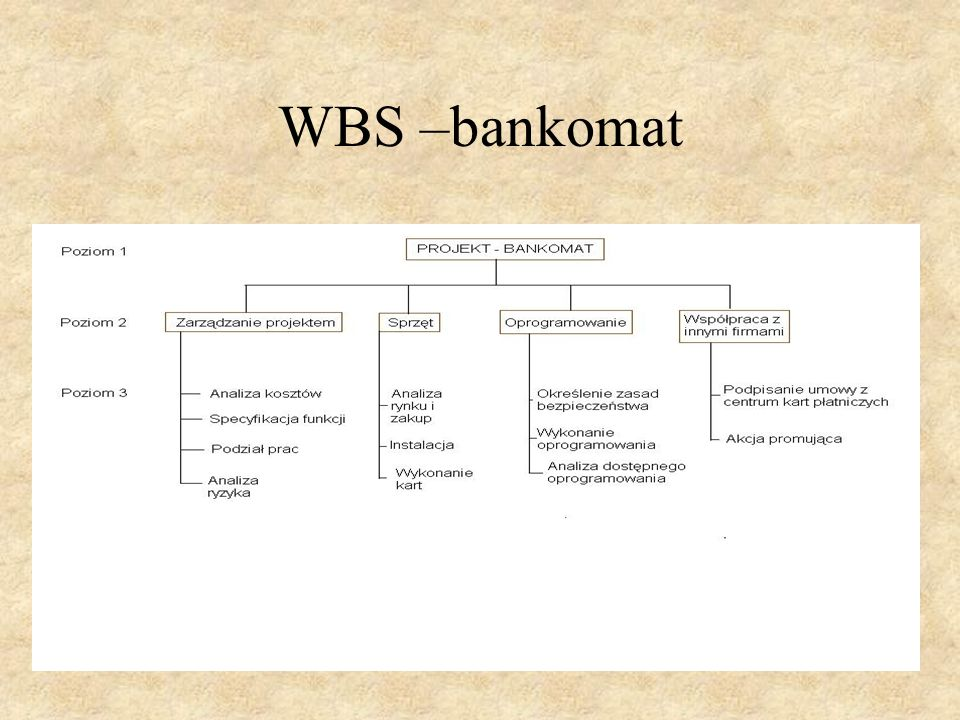 WBS –bankomat
Poziom 1
PROJEKT - BANKOMAT
Poziom 2
Zarządzanie projektem
Sprzęt
Oprogramowanie
Współpraca z
innymi firmami
Poziom 3
Analiza kosztów
Specyfikacja funkcji
Podział prac
Analiza
ryzyka
Analiza
rynku i
zakup
Instalacja
Wykonanie
kart
Określenie zasad
bezpieczeństwa
Wykonanie
oprogramowania
Analiza dostępnego
oprogramowania
Podpisanie umowy z
centrum kart płatniczych
Akcja promująca